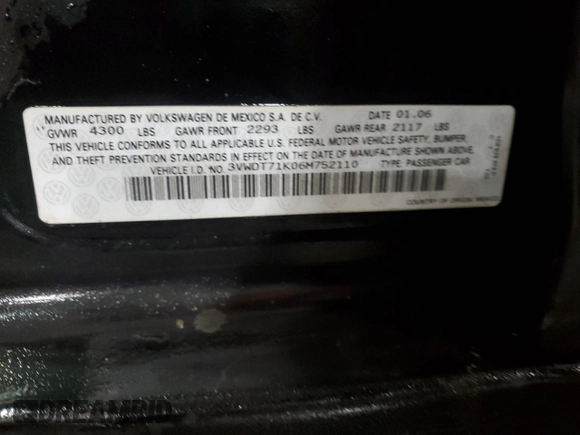 MANUFACTURED BY VOLKSWAGEN DE MEXICO S.A. DE C.V. DATE 01.06
GVWR 4300 LBS GAWR FRONT 2293 LBS GAWR REAR 2117 LBS
THIS VEHICLE CONFORMS TO ALL APPLICABLE U.S. FEDERAL MOTOR VEHICLE SAFETY, BUMPER,
AND THEFT PREVENTION STANDARDS IN EFFECT ON THE DATE OF MANUFACTURE SHOWN ABOVE.
VEHICLE I.D. NO. 3VWDT71K06M752110 TYPE: PASSENGER CAR
COUNTRY OF ORIGIN: MEXICO